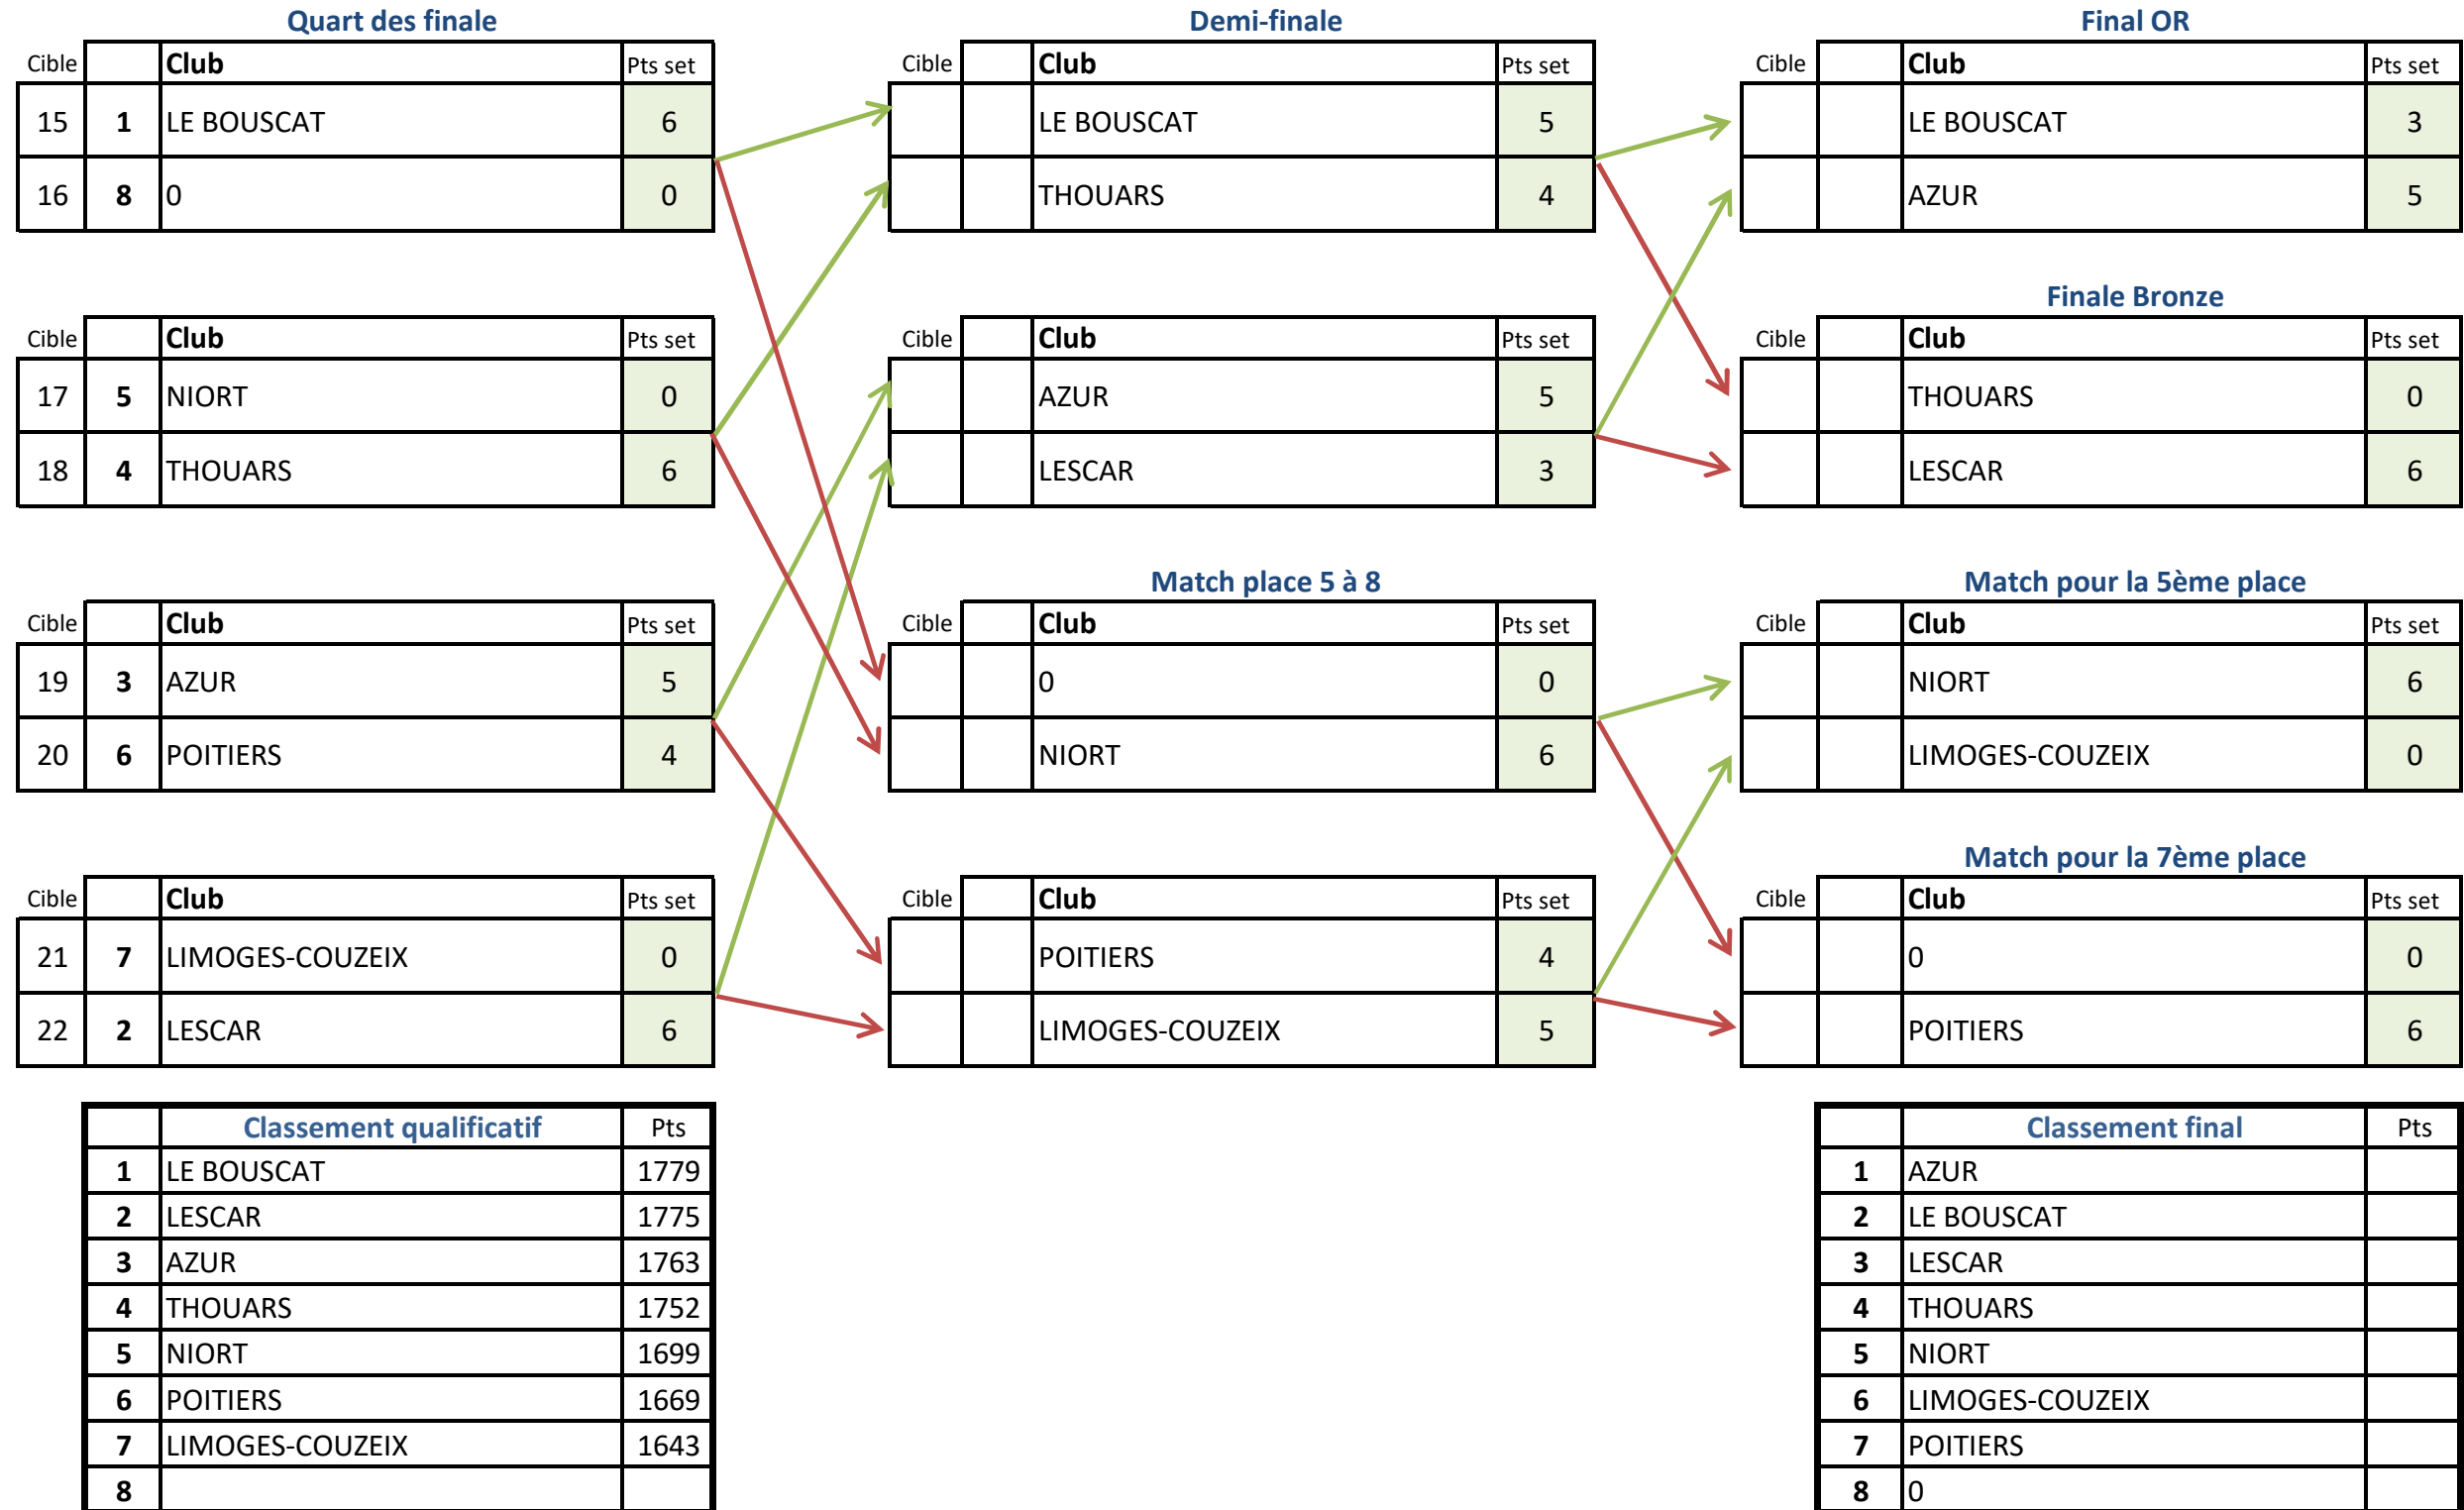 Quart des finale Demi-finale Final OR
Cible Club Pts set Cible Club Pts set Cible Club Pts set
15 1 LE BOUSCAT 6 LE BOUSCAT 5 LE BOUSCAT 3
16 8 0 0 THOUARS 4 AZUR 5
Finale Bronze
Cible Club Pts set Cible Club Pts set Cible Club Pts set
17 5 NIORT 0 AZUR 5 THOUARS 0
18 4 THOUARS 6 LESCAR 3 LESCAR 6
Match place 5 à 8 Match pour la 5ème place
Cible Club Pts set Cible Club Pts set Cible Club Pts set
19 3 AZUR 5 0 0 NIORT 6
20 6 POITIERS 4 NIORT 6 LIMOGES-COUZEIX 0
Match pour la 7ème place
Cible Club Pts set Cible Club Pts set Cible Club Pts set
21 7 LIMOGES-COUZEIX 0 POITIERS 4 0 0
22 2 LESCAR 6 LIMOGES-COUZEIX 5 POITIERS 6
Classement qualificatif Pts Classement final Pts
1 LE BOUSCAT 1779 1 AZUR
2 LESCAR 1775 2 LE BOUSCAT
3 AZUR 1763 3 LESCAR
4 THOUARS 1752 4 THOUARS
5 NIORT 1699 5 NIORT
6 POITIERS 1669 6 LIMOGES-COUZEIX
7 LIMOGES-COUZEIX 1643 7 POITIERS
8 8 0